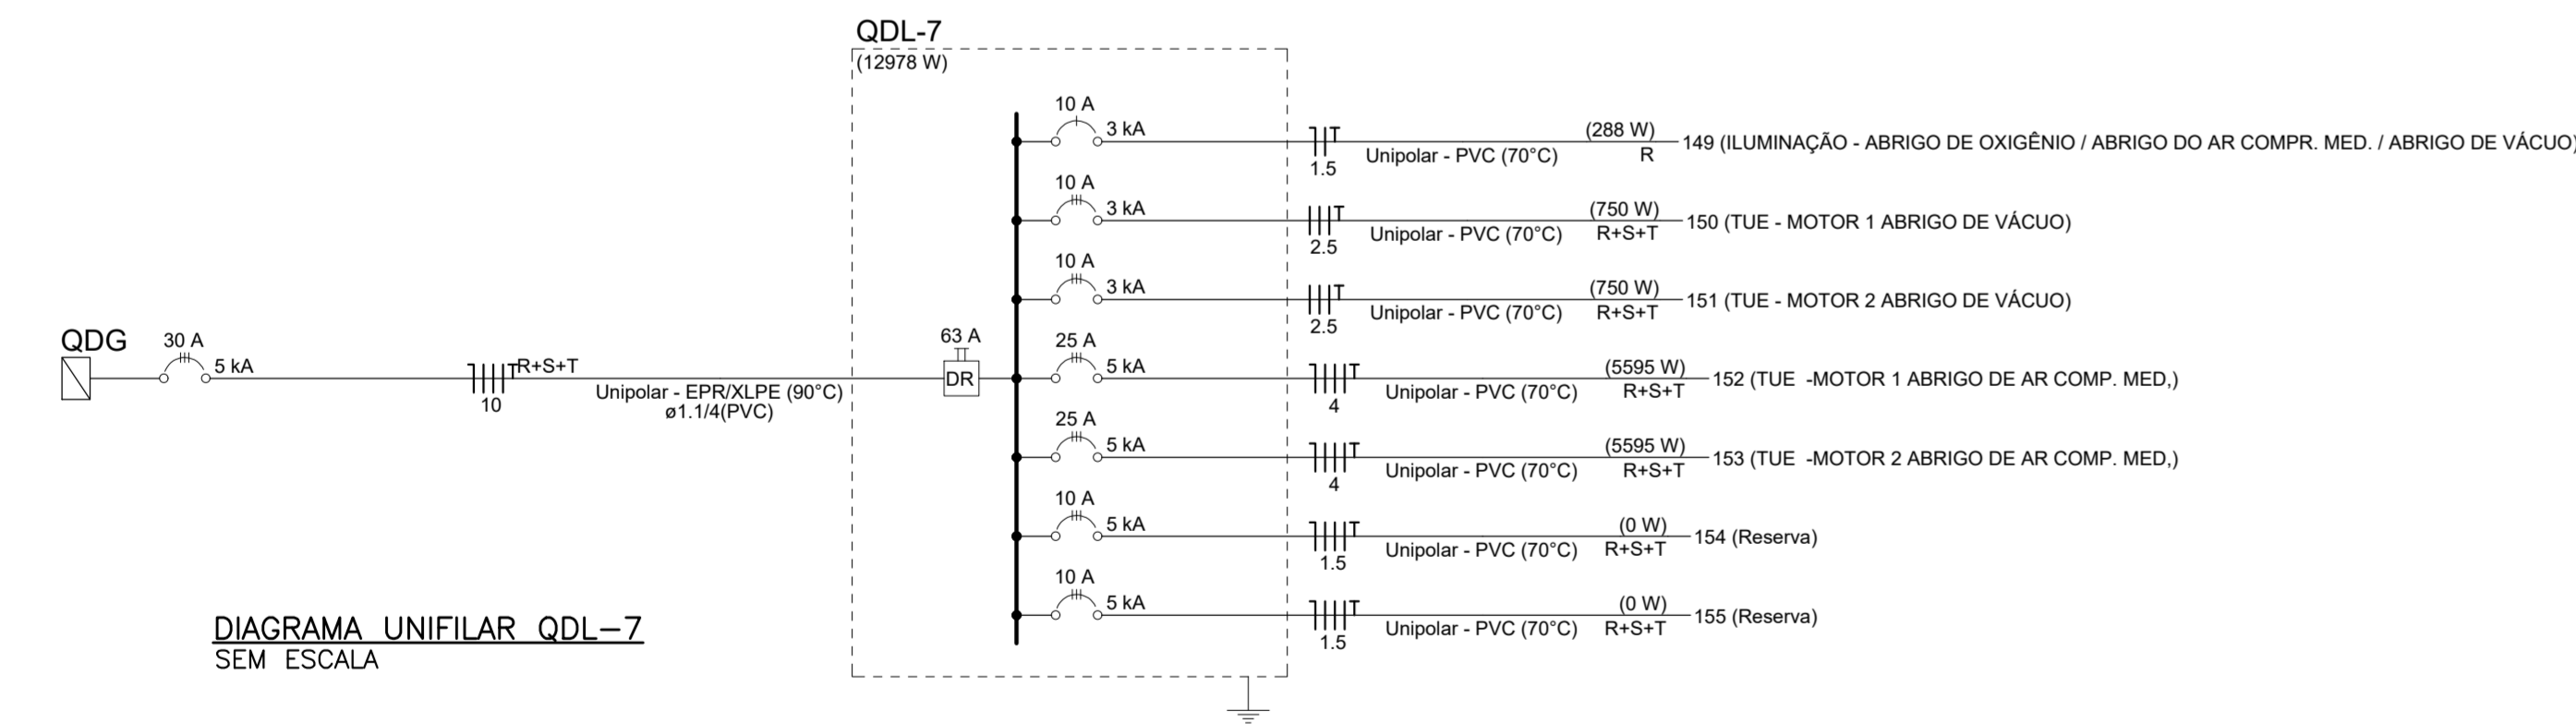 QDL-7
(12978 W)
10 A
3 kA
T
1.5
Unipolar - PVC (70°C)
(288 W)
R
149 (ILUMINAÇÃO - ABRIGO DE OXIGÊNIO / ABRIGO DO AR COMPR. MED. / ABRIGO DE VÁCUO)
10 A
3 kA
T
2.5
Unipolar - PVC (70°C)
(750 W)
R+S+T
150 (TUE - MOTOR 1 ABRIGO DE VÁCUO)
10 A
3 kA
T
2.5
Unipolar - PVC (70°C)
(750 W)
R+S+T
151 (TUE - MOTOR 2 ABRIGO DE VÁCUO)
QDG
30 A
5 kA
T
R+S+T
10
Unipolar - EPR/XLPE (90°C)
ø1.1/4(PVC)
63 A
DR
25 A
5 kA
T
4
Unipolar - PVC (70°C)
(5595 W)
R+S+T
152 (TUE -MOTOR 1 ABRIGO DE AR COMP. MED,)
25 A
5 kA
T
4
Unipolar - PVC (70°C)
(5595 W)
R+S+T
153 (TUE -MOTOR 2 ABRIGO DE AR COMP. MED,)
10 A
5 kA
T
1.5
Unipolar - PVC (70°C)
(0 W)
R+S+T
154 (Reserva)
10 A
5 kA
T
1.5
Unipolar - PVC (70°C)
(0 W)
R+S+T
155 (Reserva)
DIAGRAMA UNIFILAR QDL-7
SEM ESCALA